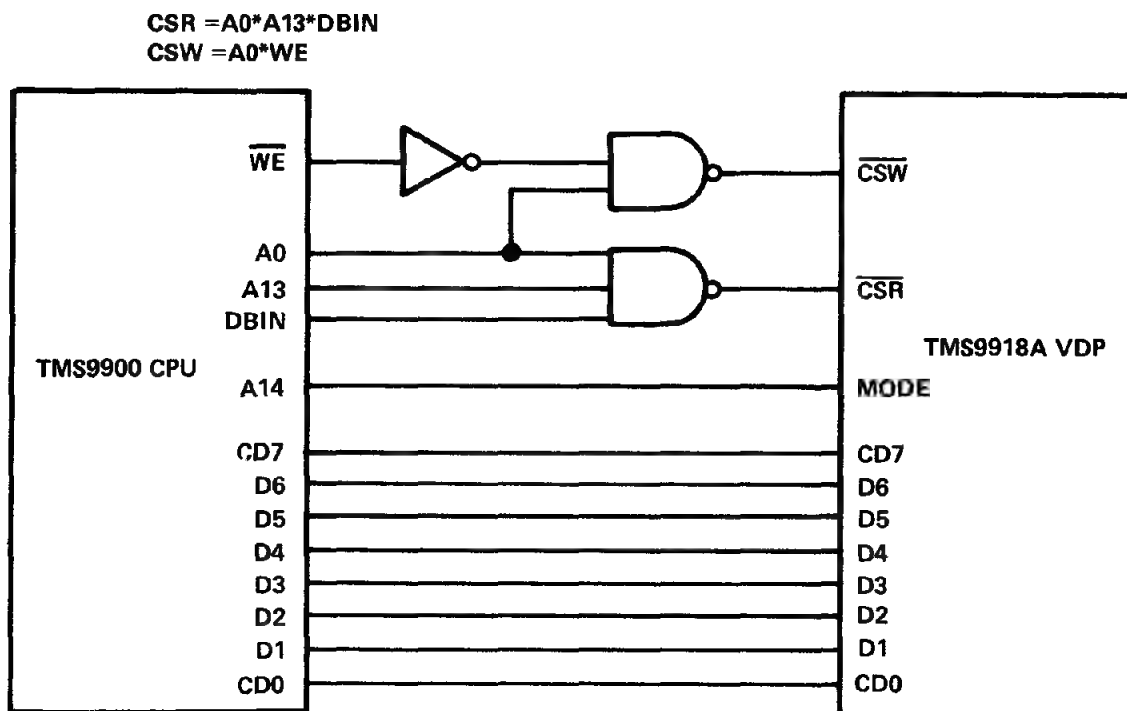 CSR =A0*A13*DBIN
CSW =A0*WE
WE
A0
A13
DBIN
TMS9900 CPU
A14
CD7
D6
D5
D4
D3
D2
D1
CD0
CSW
CSR
TMS9918A VDP
MODE
CD7
D6
D5
D4
D3
D2
D1
CD0